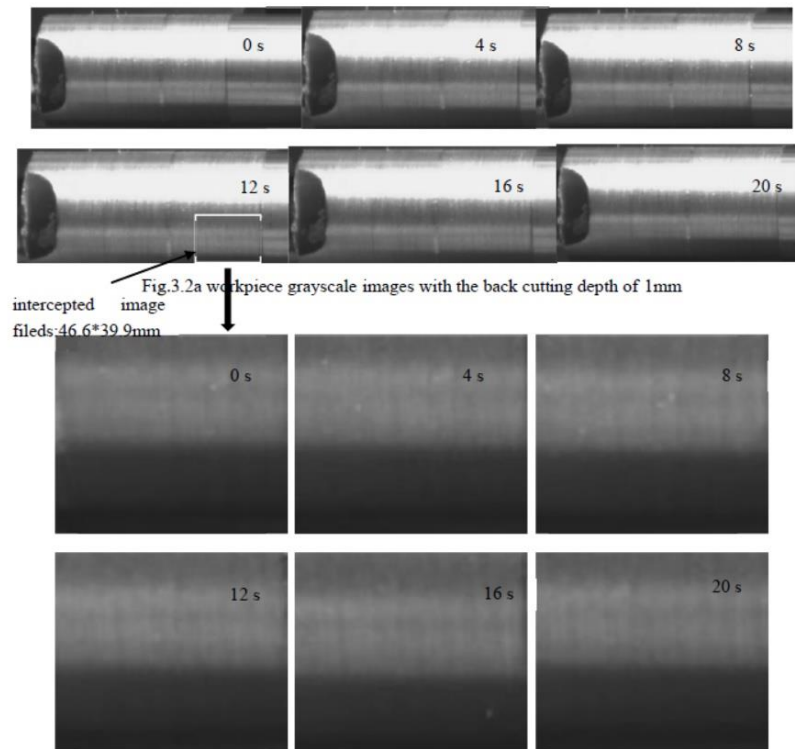 0 s
4 s
8 s
12 s
16 s
20 s
Fig.3.2a workpiece grayscale images with the back cutting depth of 1mm
intercepted image
fileds:46.6*39.9mm
0 s
4 s
8 s
12 s
16 s
20 s